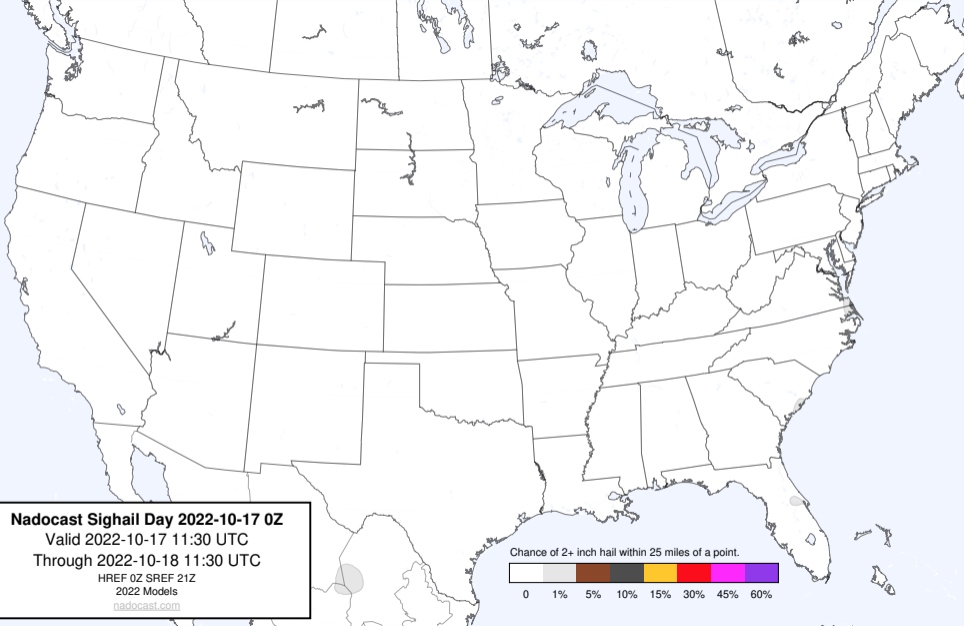 Nadocast Sighail Day 2022-10-17 0Z
Valid 2022-10-17 11:30 UTC
Through 2022-10-18 11:30 UTC
HREF 0Z SREF 21Z
2022 Models
nadocast.com
Chance of 2+ inch hail within 25 miles of a point.
0 1% 5% 10% 15% 30% 45% 60%